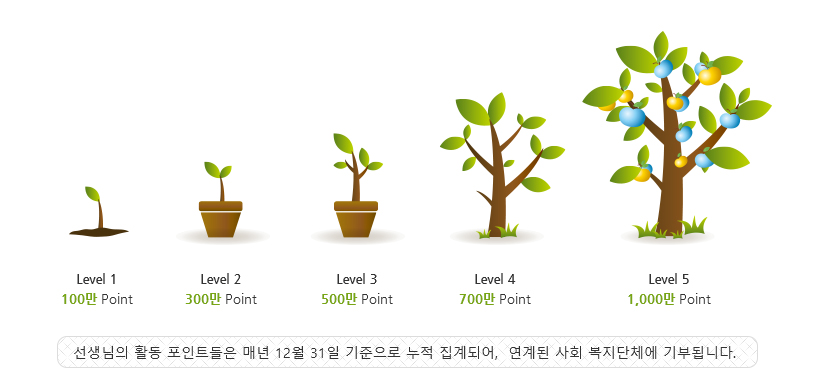 Level 1
100만 Point
Level 2
300만 Point
Level 3
500만 Point
Level 4
700만 Point
Level 5
1,000만 Point
선생님의 활동 포인트들은 매년 12월 31일 기준으로 누적 집계되어, 연계된 사회 복지단체에 기부됩니다.